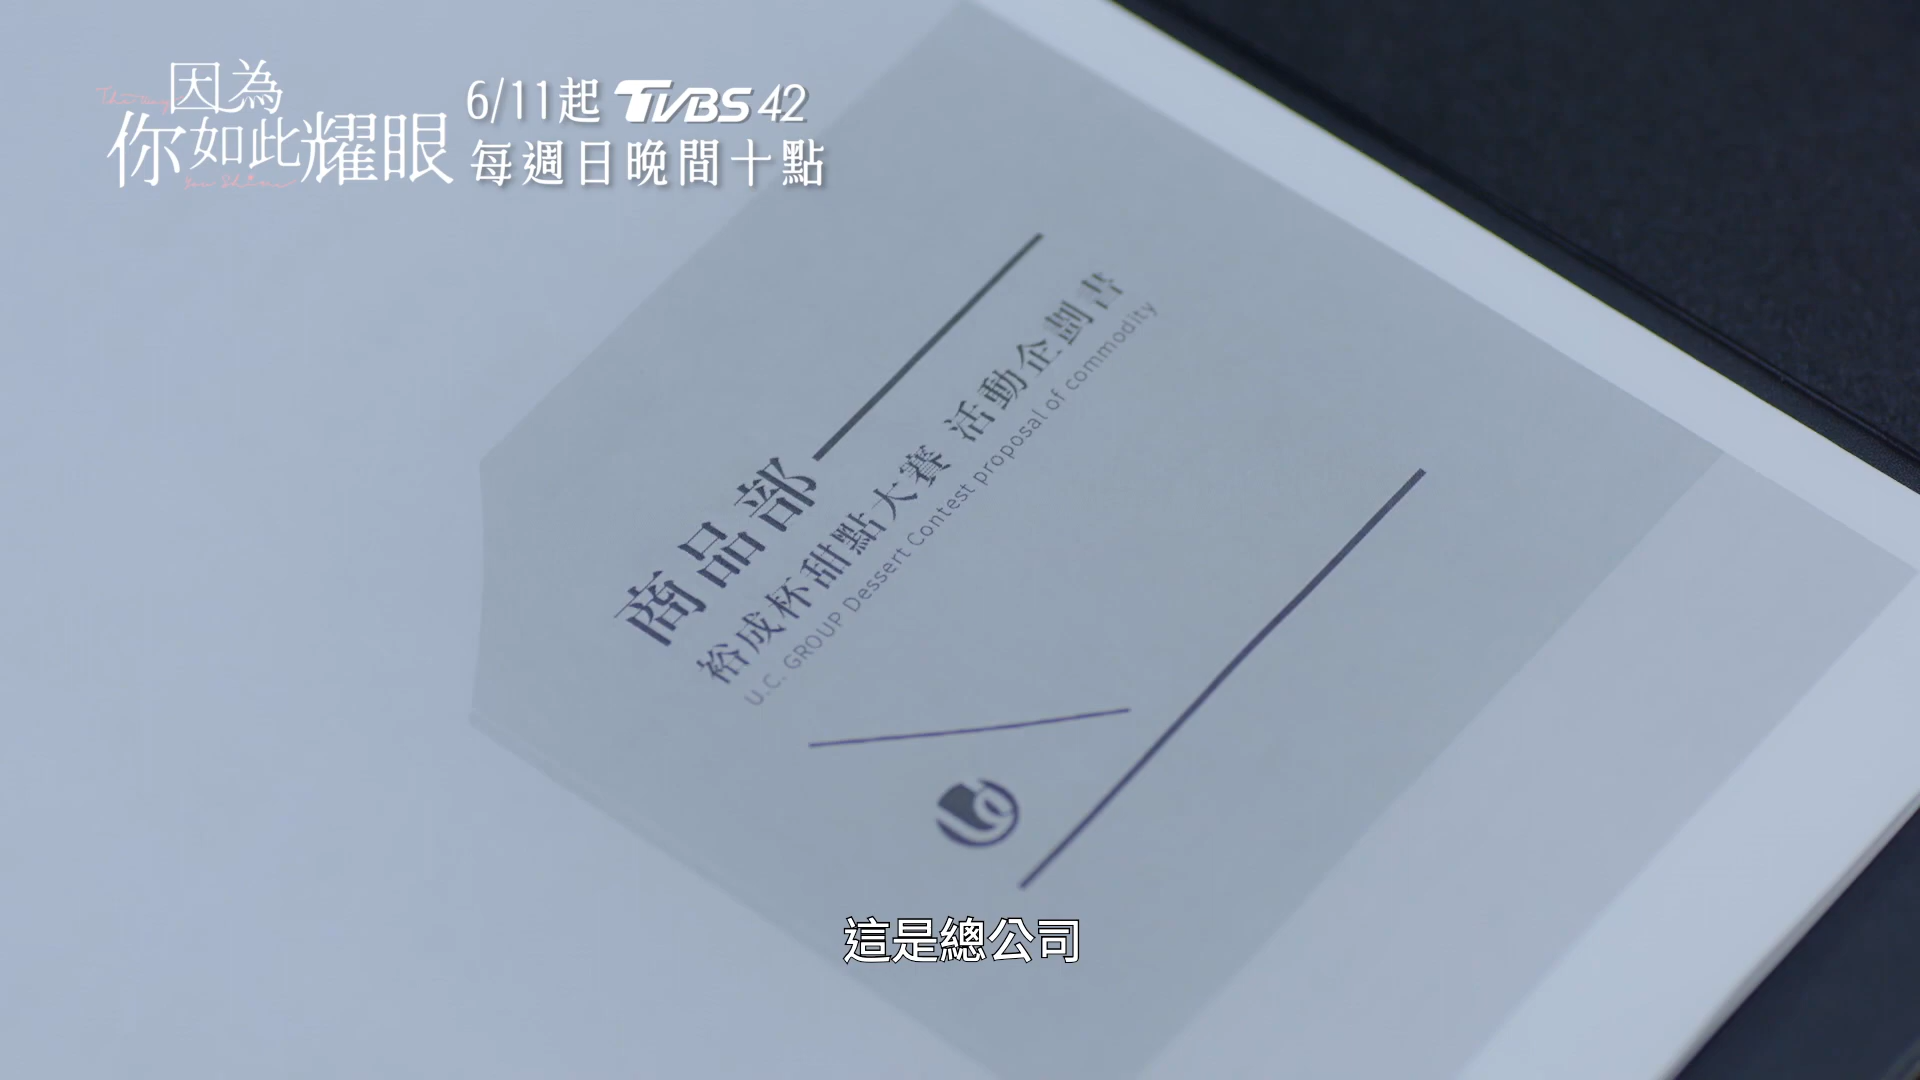 因為
你如此耀眼
6/11起 TVBS 42
每週日晚間十點
商品部
裕成杯甜點大賽 活動企劃書
U.C. GROUP Dessert Contest proposal of commodity
這是總公司